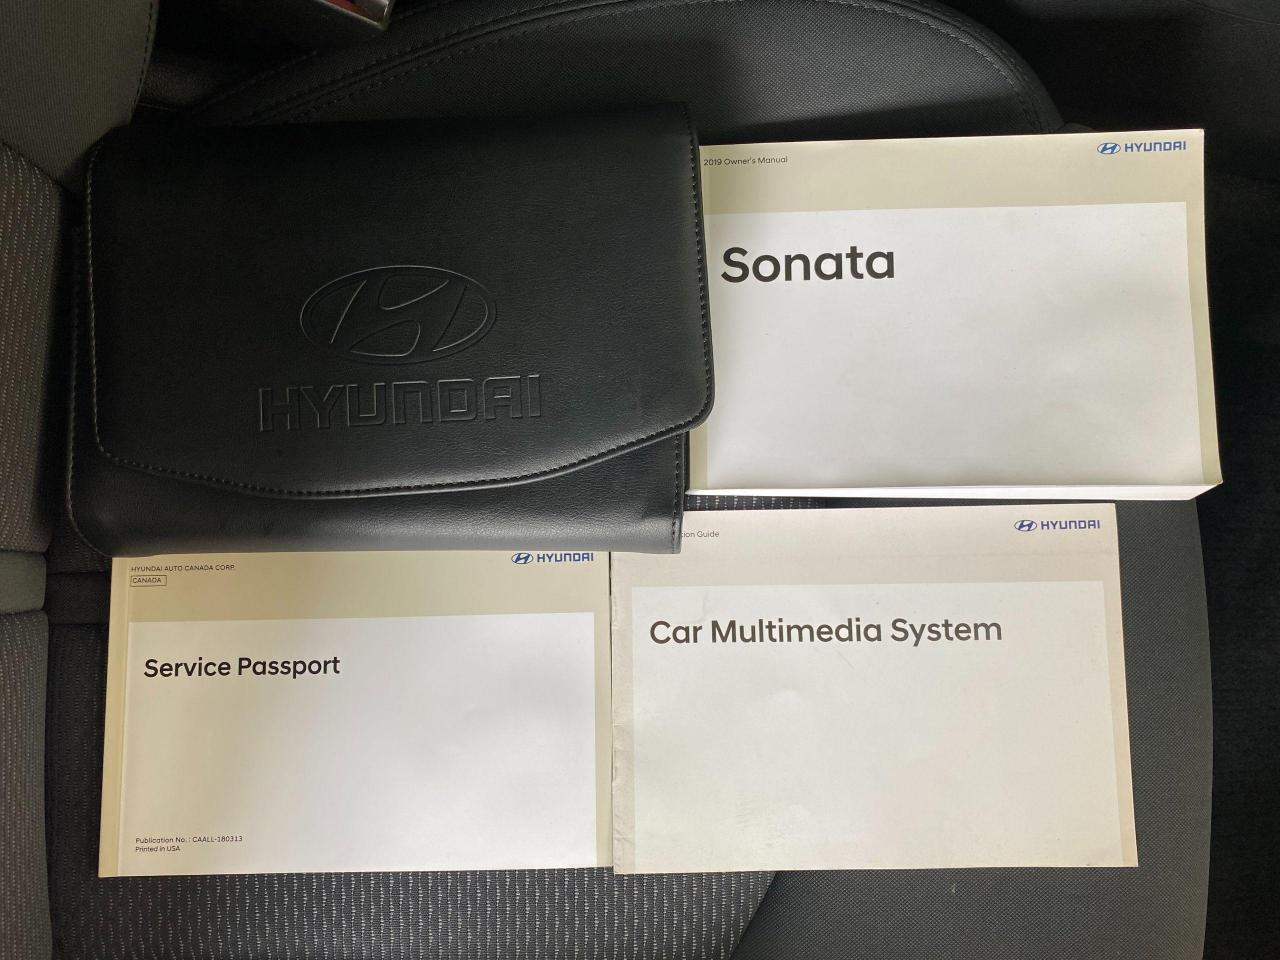 HYUNDAI
2019 Owner's Manual
HYUNDAI
Sonata
HYUNDAI AUTO CANADA CORP.
CANADA
HYUNDAI
Service Passport
Publication No. : CAALL-180313
Printed in USA
Guide
HYUNDAI
Car Multimedia System